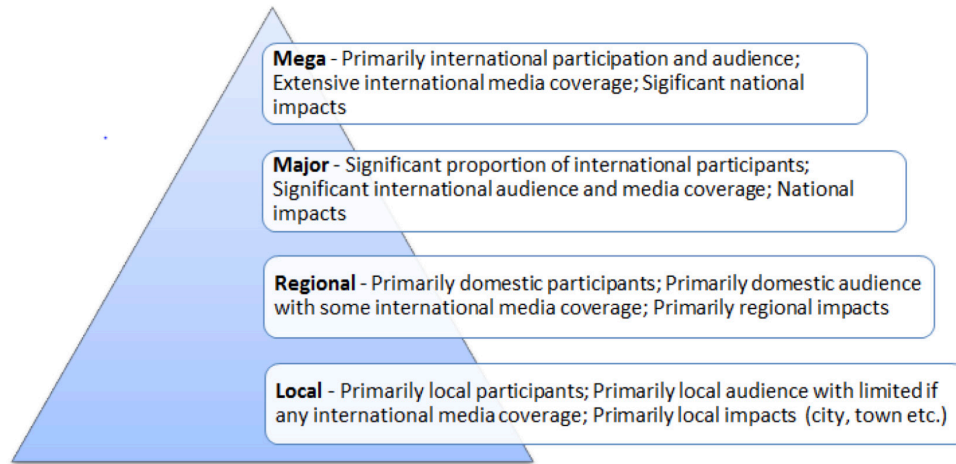 Mega - Primarily international participation and audience;
Extensive international media coverage; Sigificant national
impacts
Major - Significant proportion of international participants;
Significant international audience and media coverage; National
impacts
Regional - Primarily domestic participants; Primarily domestic audience
with some international media coverage; Primarily regional impacts
Local - Primarily local participants; Primarily local audience with limited if
any international media coverage; Primarily local impacts (city, town etc.)